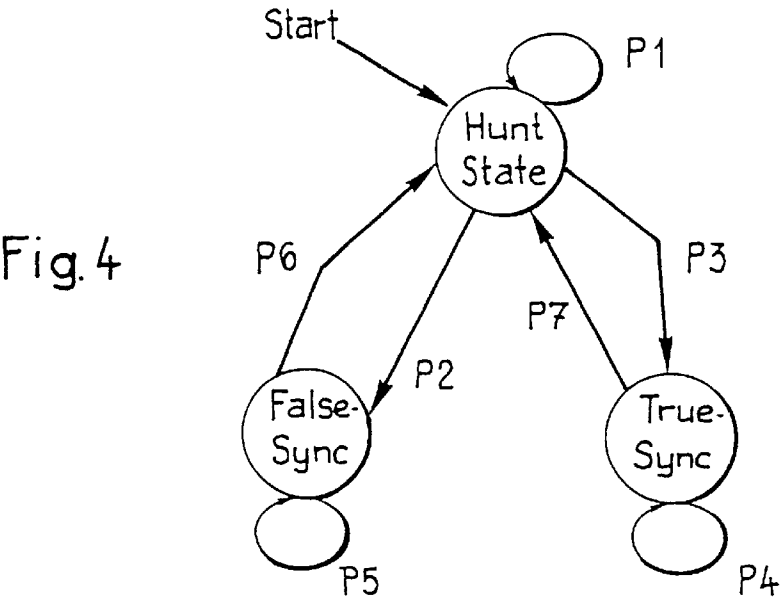 Start
P1
Hunt
State
Fig. 4
P6
P3
P7
P2
False-
Sync
True-
Sync
P5
P4